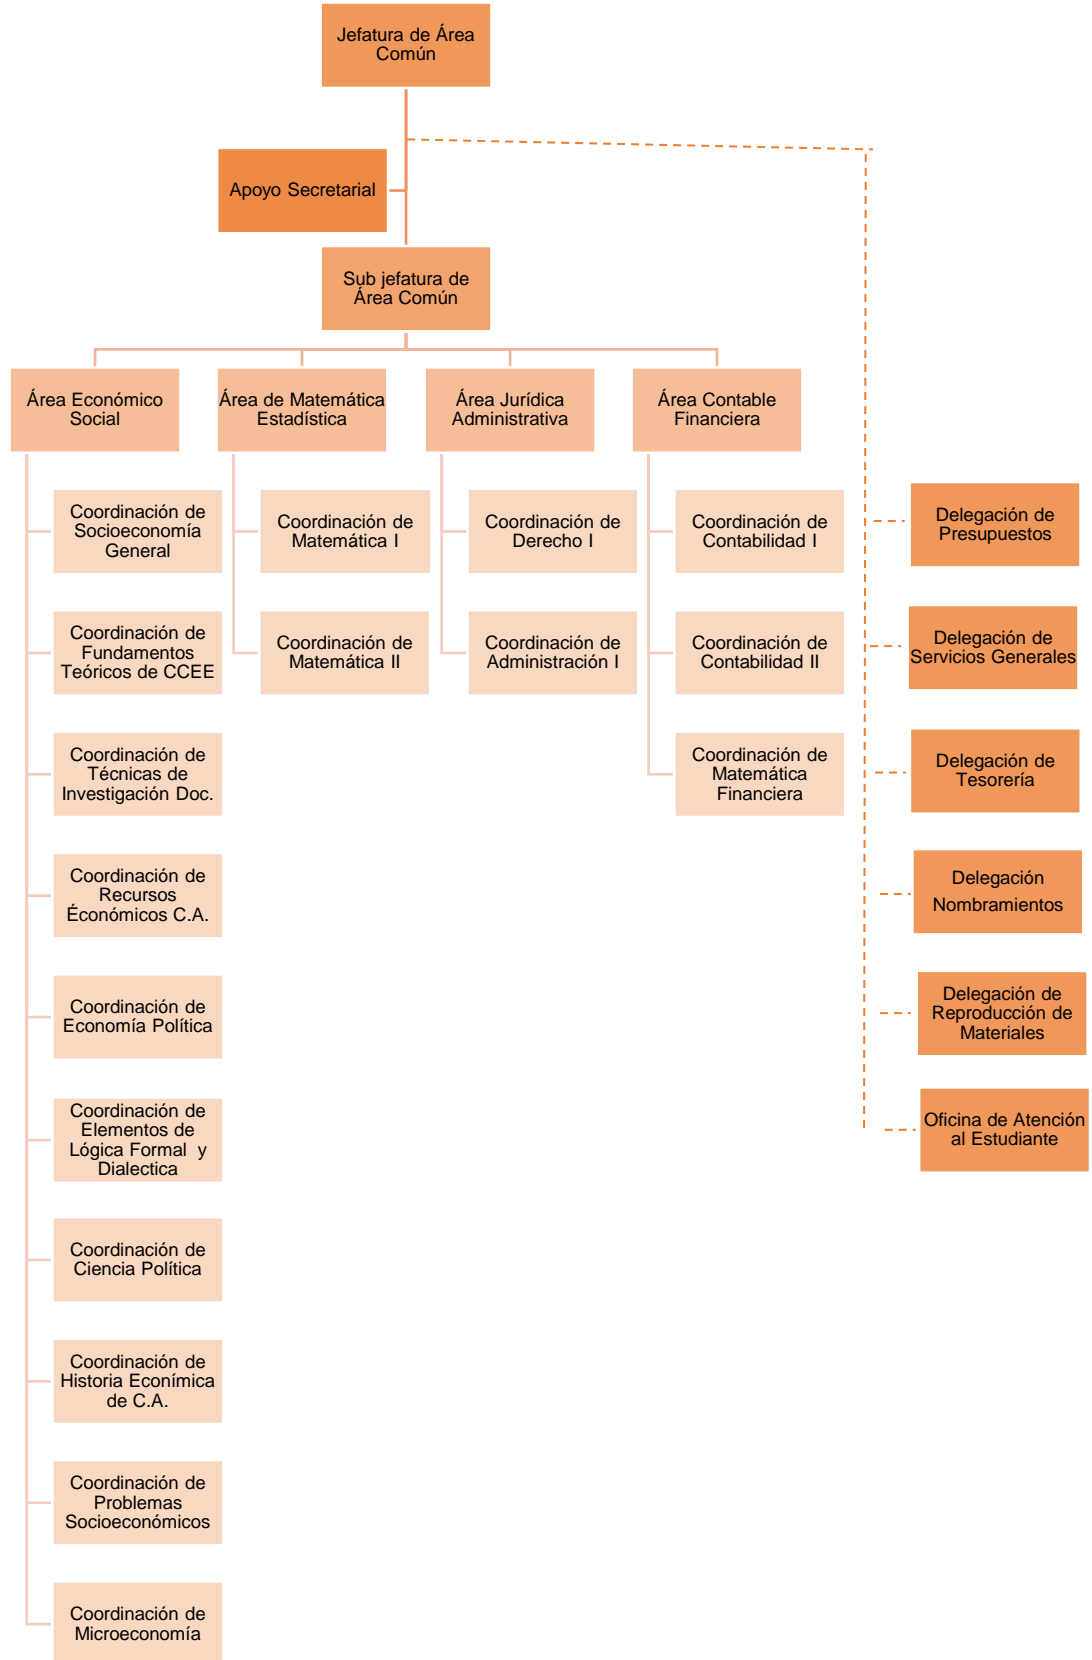 Jefatura de Área
Común
Apoyo Secretarial
Sub jefatura de
Área Común
Área Económico
Social
Área de Matemática
Estadística
Área Jurídica
Administrativa
Área Contable
Financiera
Coordinación de
Socioeconomía
General
Coordinación de
Fundamentos
Teóricos de CCEE
Coordinación de
Técnicas de
Investigación Doc.
Coordinación de
Recursos
Éconómicos C.A.
Coordinación de
Economía Política
Coordinación de
Elementos de
Lógica Formal  y
Dialectica
Coordinación de
Ciencia Política
Coordinación de
Historia Econímica
de C.A.
Coordinación de
Problemas
Socioeconómicos
Coordinación de
Microeconomía
Coordinación de
Matemática I
Coordinación de
Matemática II
Coordinación de
Derecho I
Coordinación de
Administración I
Coordinación de
Contabilidad I
Coordinación de
Contabilidad II
Coordinación de
Matemática
Financiera
Delegación de
Presupuestos
Delegación de
Servicios Generales
Delegación de
Tesorería
Delegación
Nombramientos
Delegación de
Reproducción de
Materiales
Oficina de Atención
al Estudiante